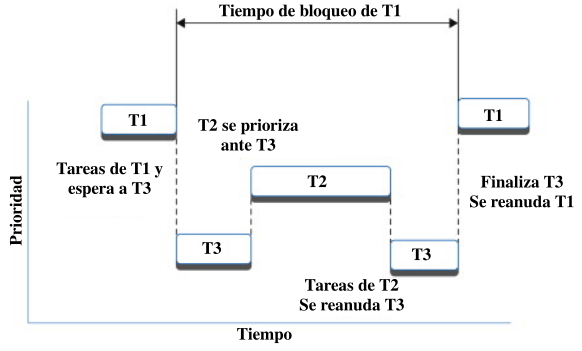 Tiempo de bloqueo de T1
T1
T1
T2 se prioriza
ante T3
Tareas de T1 y
espera a T3
T2
Finaliza T3
Se reanuda T1
Prioridad
T3
T3
Tareas de T2
Se reanuda T3
Tiempo